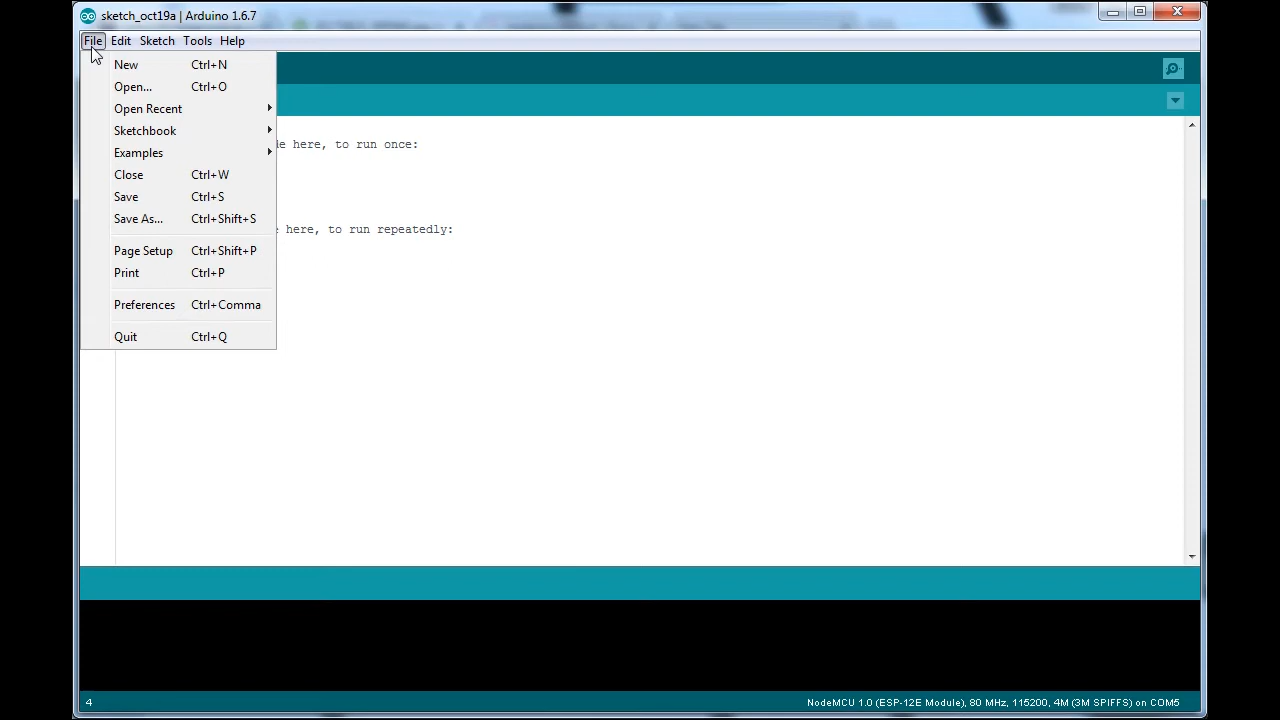 sketch_oct19a | Arduino 1.6.7
File Edit Sketch Tools Help
New Ctrl+N
Open... Ctrl+O
Open Recent
Sketchbook
Examples
Close Ctrl+W
Save Ctrl+S
Save As... Ctrl+Shift+S
Page Setup Ctrl+Shift+P
Print Ctrl+P
Preferences Ctrl+Comma
Quit Ctrl+Q
here, to run once:
here, to run repeatedly:
4 NodeMCU 1.0 (ESP-12E Module), 80 MHz, 115200, 4M (3M SPIFFS) on COM5